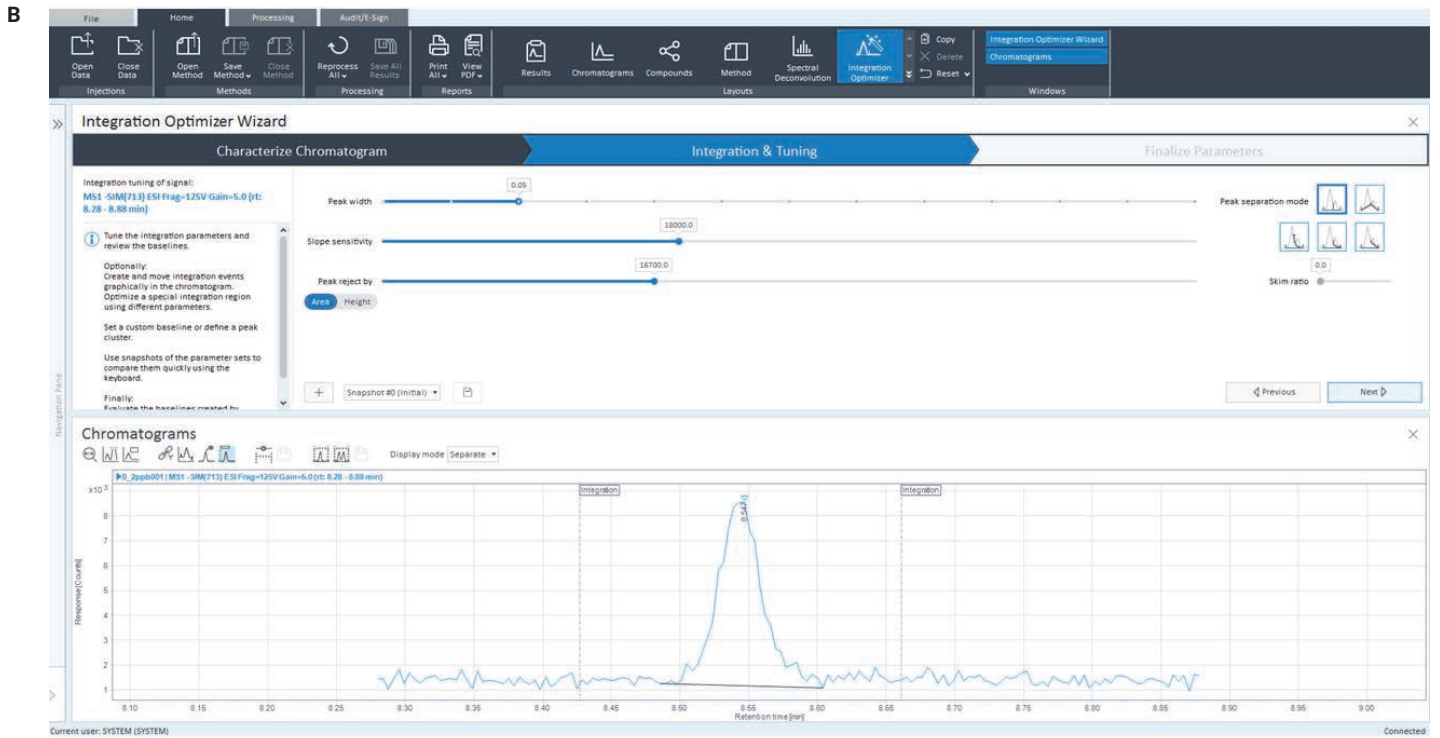 B
File Home Processing Audit/E-Sign
Open Data Close Data Open Method Save Method Close Method Reprocess All Save All Results Print All View PDF Results Chromatograms Compounds Method Spectral Deconvolution Integration Optimizer Copy Delete Reset Integration Optimizer Wizard Chromatograms
Injections Methods Processing Reports Layouts Windows
Integration Optimizer Wizard
Characterize Chromatogram Integration & Tuning Finalize Parameters
Integration tuning of signal:
MS1 -SIM(713) ESI Frag=125V Gain=5.0 (rt:
8.28 - 8.88 min)
Tune the integration parameters and
review the baselines.
Optionally:
Create and move integration events
graphically in the chromatogram.
Optimize a special integration region
using different parameters.
Set a custom baseline or define a peak
cluster.
Use snapshots of the parameter sets to
compare them quickly using the
keyboard.
Finally:
Evaluate the baselines created by
0.05
Peak width
18000.0
Slope sensitivity
16700.0
Peak reject by
Area Height
Peak separation mode
0.0
Skim ratio
Snapshot #0 (Initial)
Previous Next
Navigation Pane
Chromatograms
Display mode Separate
0_2ppb001 | MS1 -SIM(713) ESI Frag=125V Gain=5.0 (rt: 8.28 - 8.88 min)
x10 3
Integration Integration
8.547
8
7
6
5
4
3
2
1
Response [Counts]
8.10 8.15 8.20 8.25 8.30 8.35 8.40 8.45 8.50 8.55 8.60 8.65 8.70 8.75 8.80 8.85 8.90 8.95 9.00
Retention time [min]
Current user: SYSTEM (SYSTEM) Connected